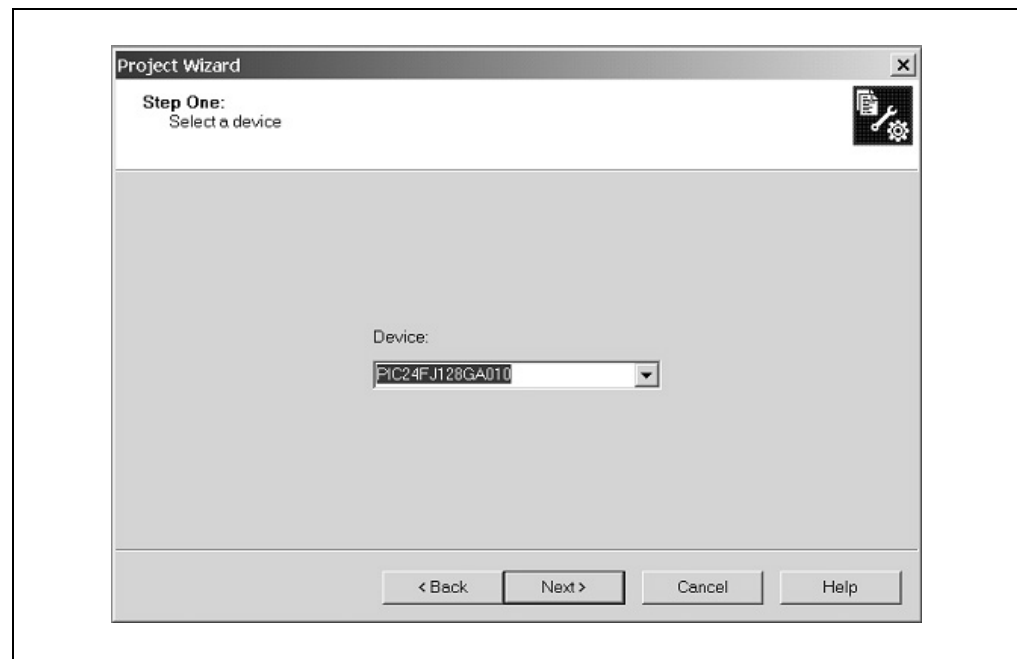 Project Wizard
Step One:
Select a device
Device:
PIC24FJ128GA010
< Back Next > Cancel Help